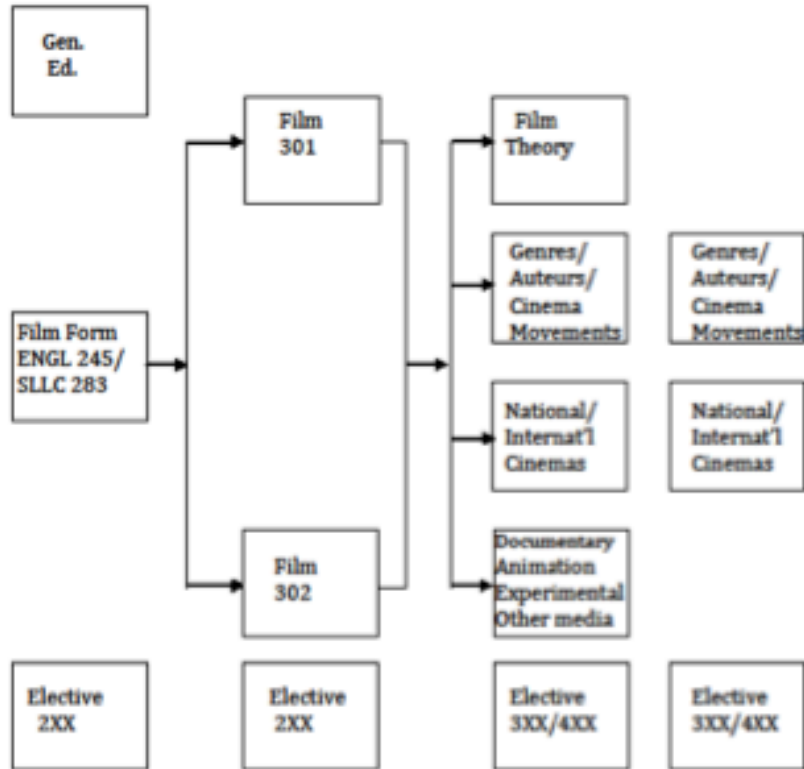 Gen.
Ed.
Film
301
Film
Theory
Genres/
Auteurs/
Cinema
Movements
Genres/
Auteurs/
Cinema
Movements
Film Form
ENGL 245/
SLLC 283
National/
Internat'l
Cinemas
National/
Internat'l
Cinemas
Film
302
Documentary
Animation
Experimental
Other media
Elective
2XX
Elective
2XX
Elective
3XX/4XX
Elective
3XX/4XX